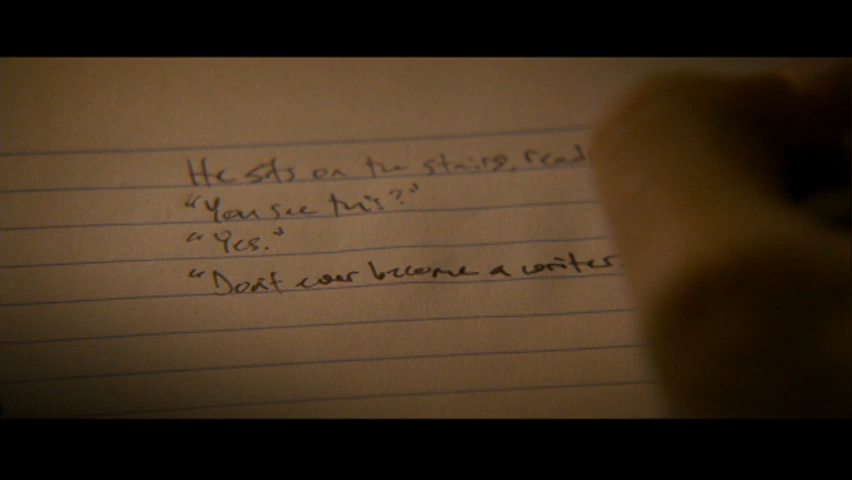 He sits on the stairs, read
"You see this?"
"Yes."
"Don't ever become a writer.